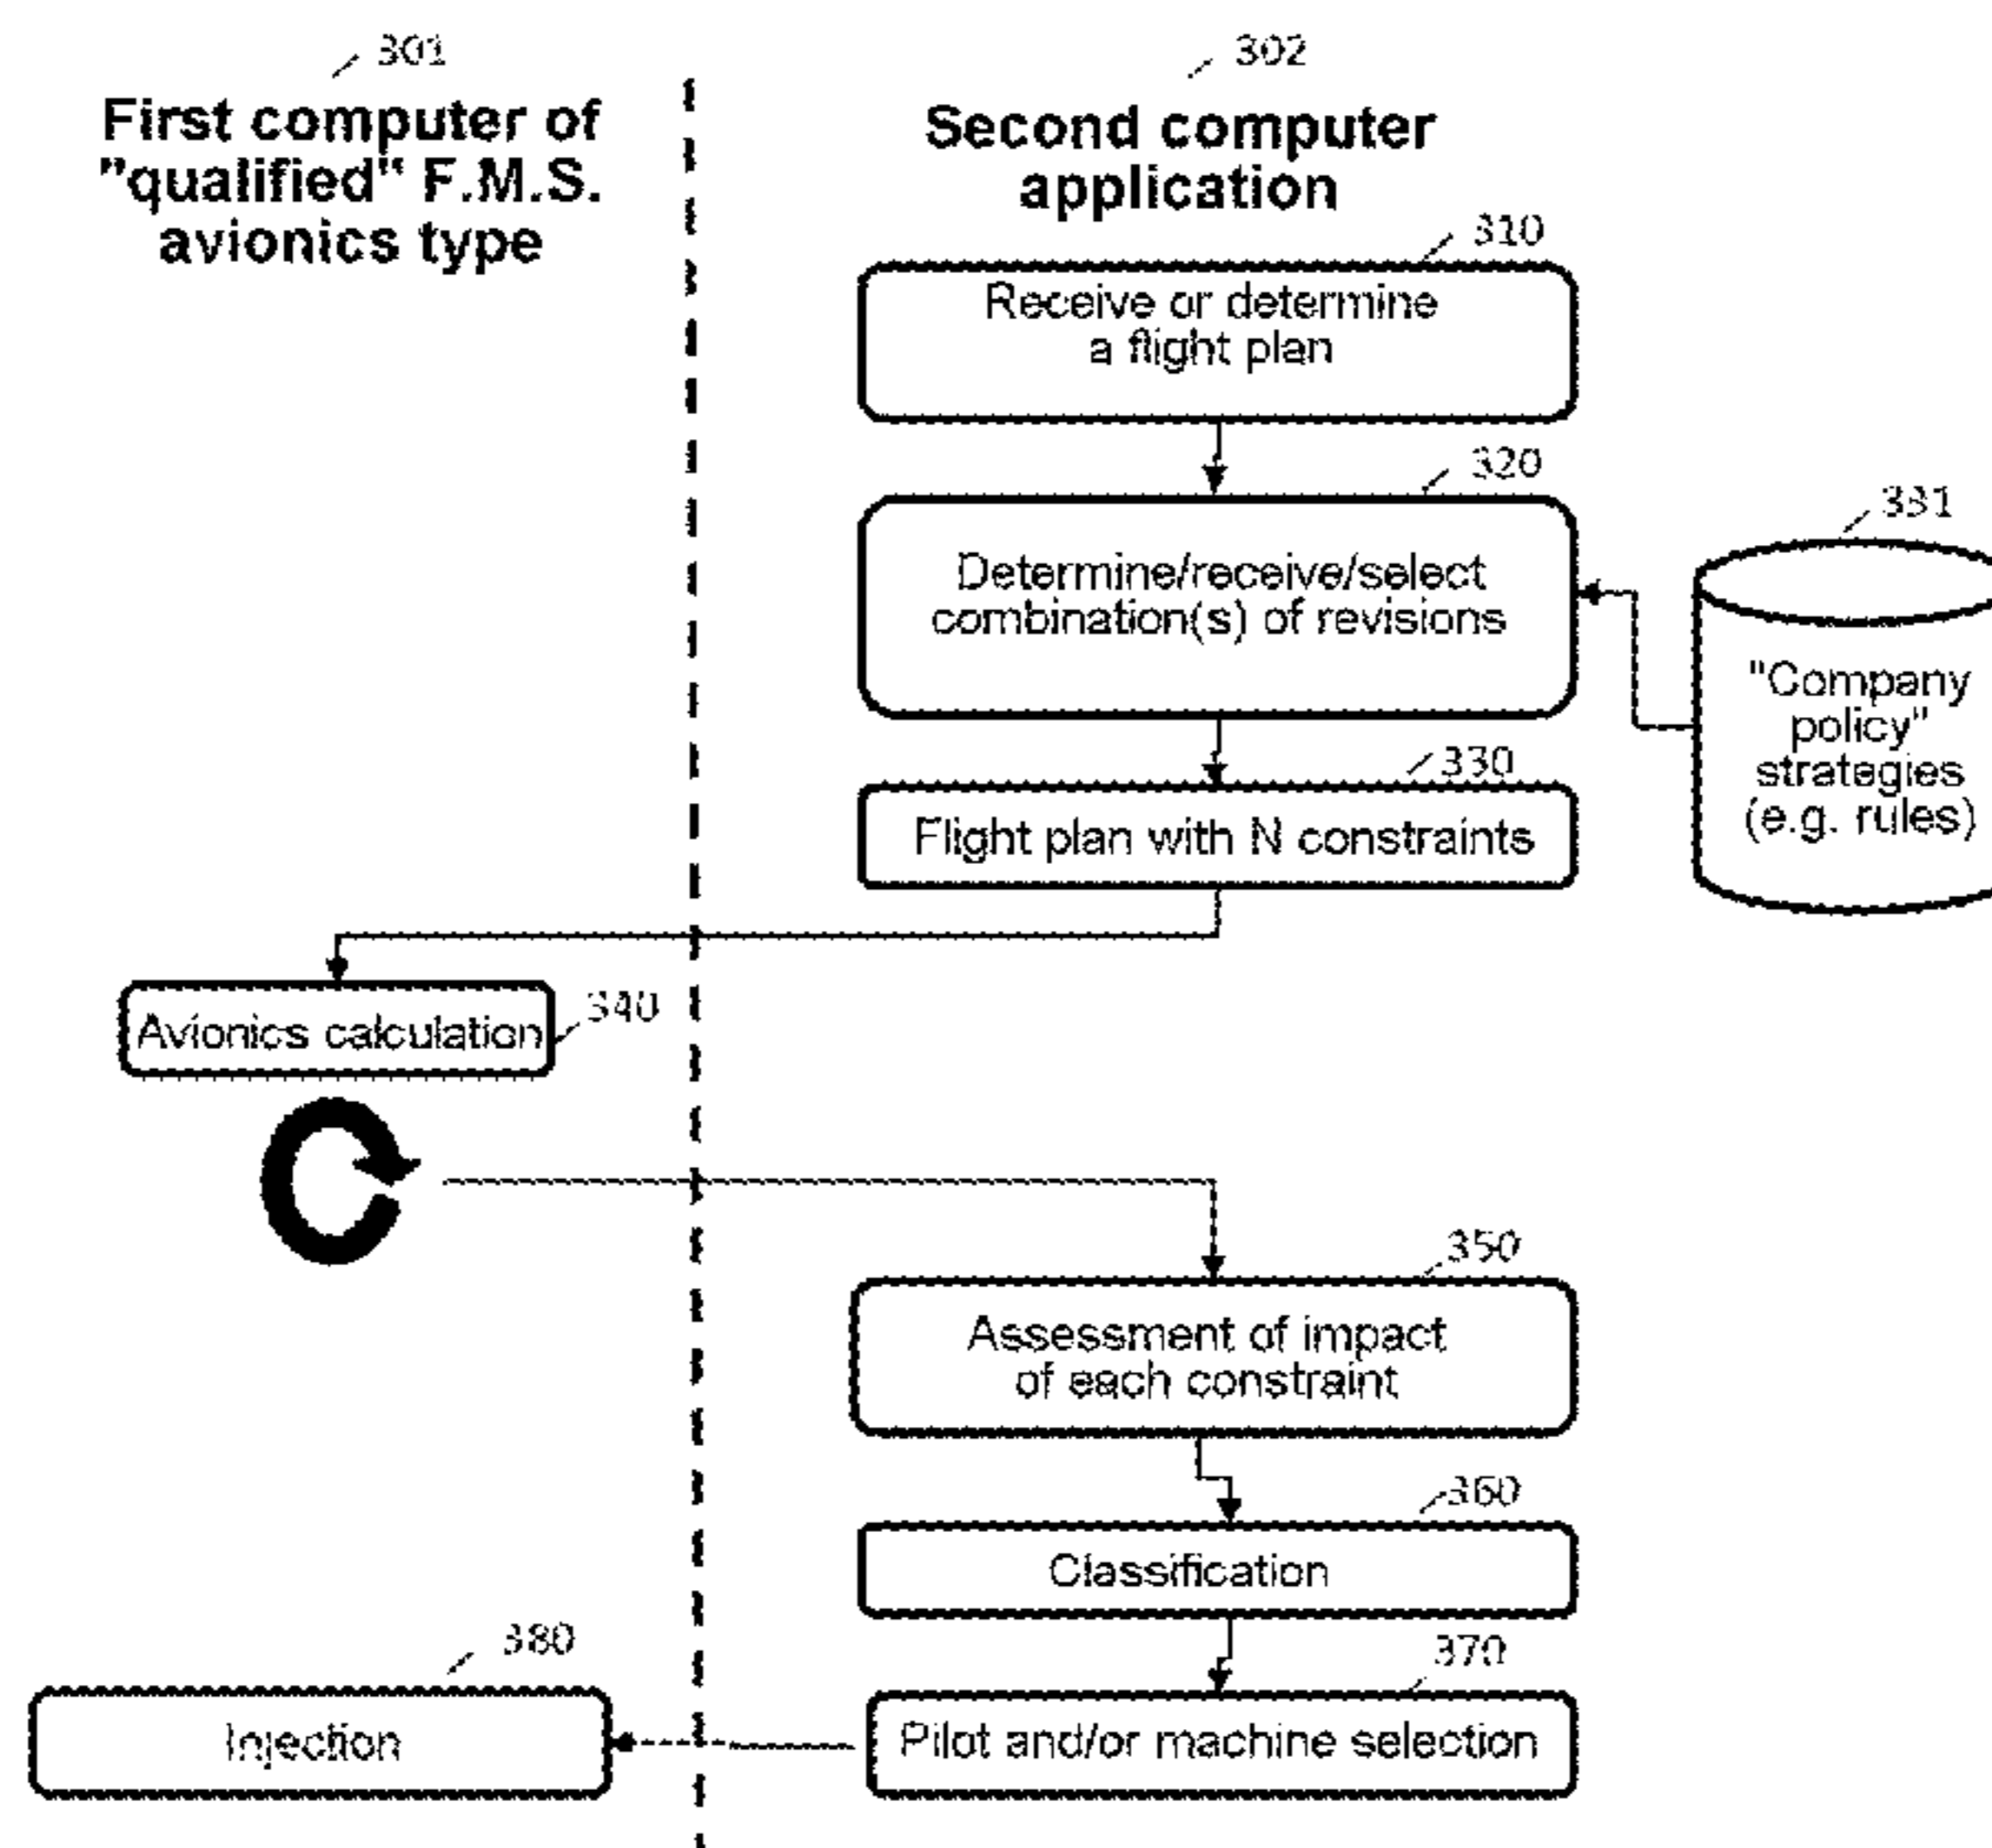 301
First computer of
"qualified" F.M.S.
avionics type
302
Second computer
application
310
Receive or determine
a flight plan
320
Determine/receive/select
combination(s) of revisions
331
"Company
policy"
strategies
(e.g. rules)
330
Flight plan with N constraints
340
Avionics calculation
350
Assessment of impact
of each constraint
360
Classification
370
Pilot and/or machine selection
380
Injection